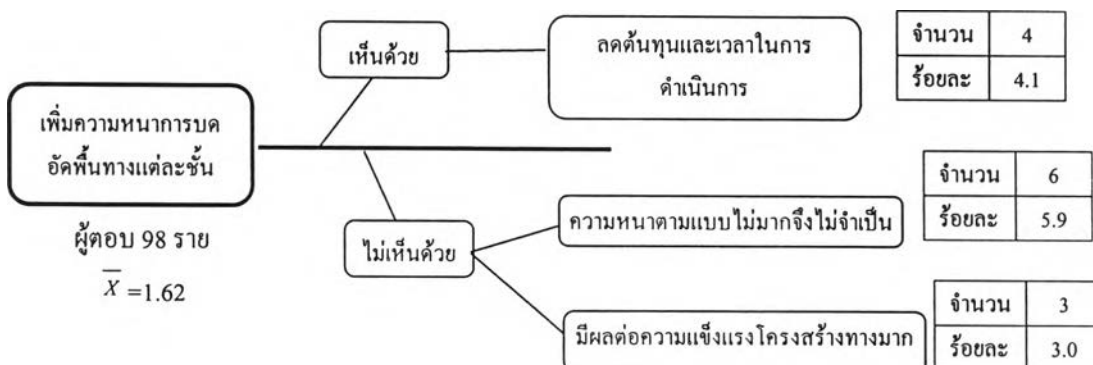 เพิ่มความหนาการบด
อัดพื้นทางแต่ละชั้น
ผู้ตอบ 98 ราย
X̄ =1.62
เห็นด้วย
ลดต้นทุนและเวลาในการ
ดำเนินการ
จำนวน 4
ร้อยละ 4.1
ไม่เห็นด้วย
ความหนาตามแบบไม่มากจึงไม่จำเป็น
จำนวน 6
ร้อยละ 5.9
มีผลต่อความแข็งแรงโครงสร้างทางมาก
จำนวน 3
ร้อยละ 3.0